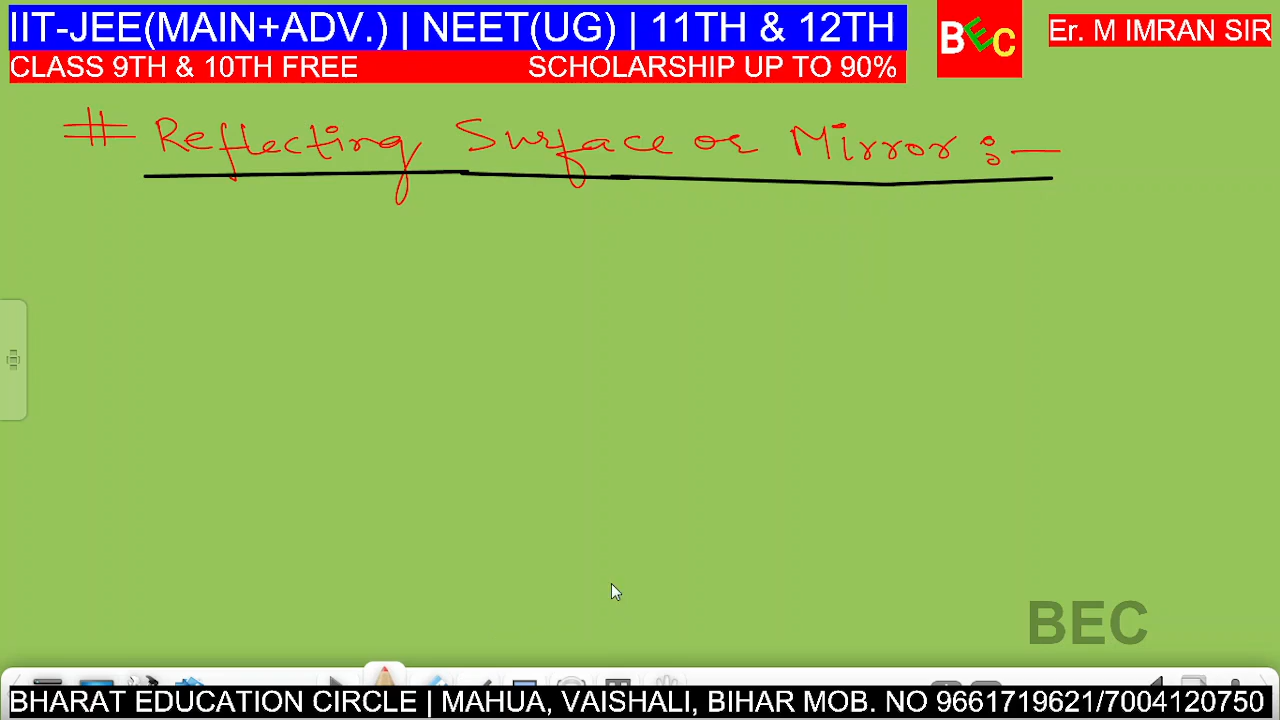 IIT-JEE(MAIN+ADV.) | NEET(UG) | 11TH & 12TH
CLASS 9TH & 10TH FREE SCHOLARSHIP UP TO 90%
BEC
Er. M IMRAN SIR
# Reflecting Surface or Mirror :-
BEC
BHARAT EDUCATION CIRCLE | MAHUA, VAISHALI, BIHAR MOB. NO 9661719621/7004120750